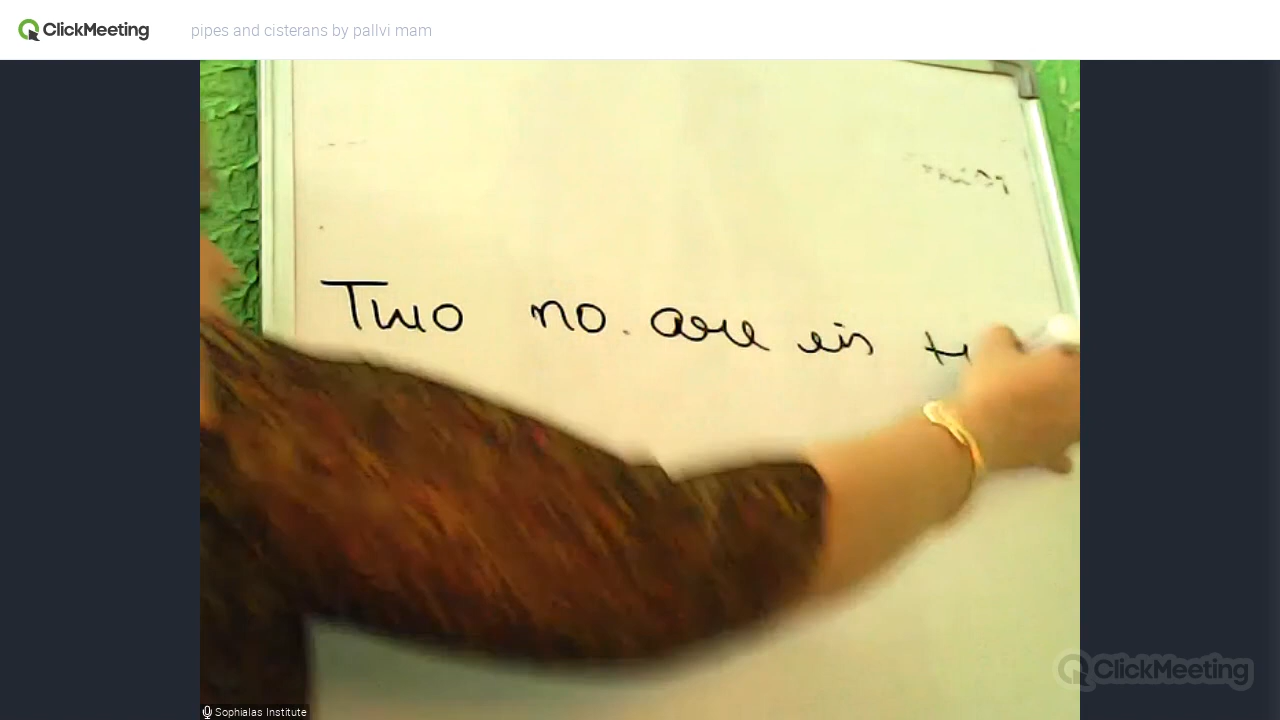 ClickMeeting
pipes and cisterans by pallvi mam
Two no. are in
ClickMeeting
Sophialas Institute